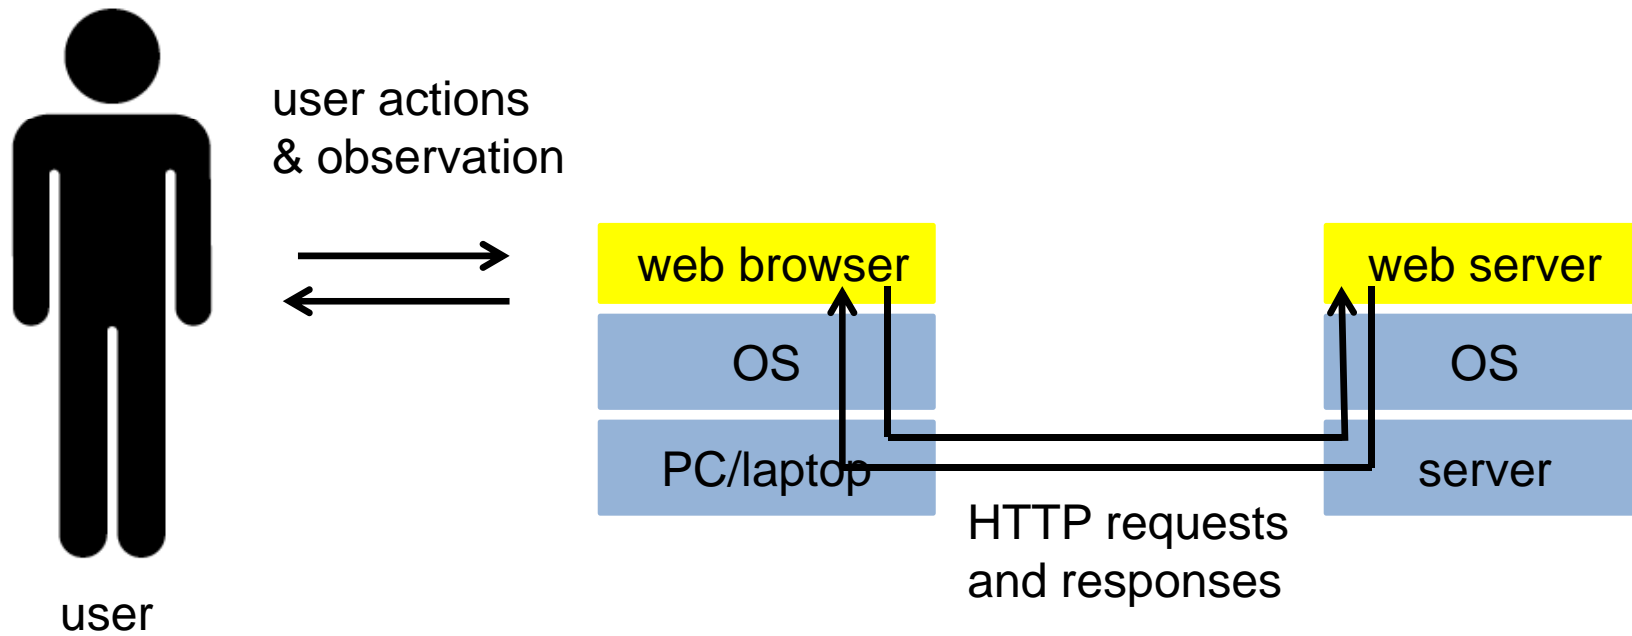 user actions
& observation
web browser
web server
OS
OS
PC/laptop
server
HTTP requests
and responses
user